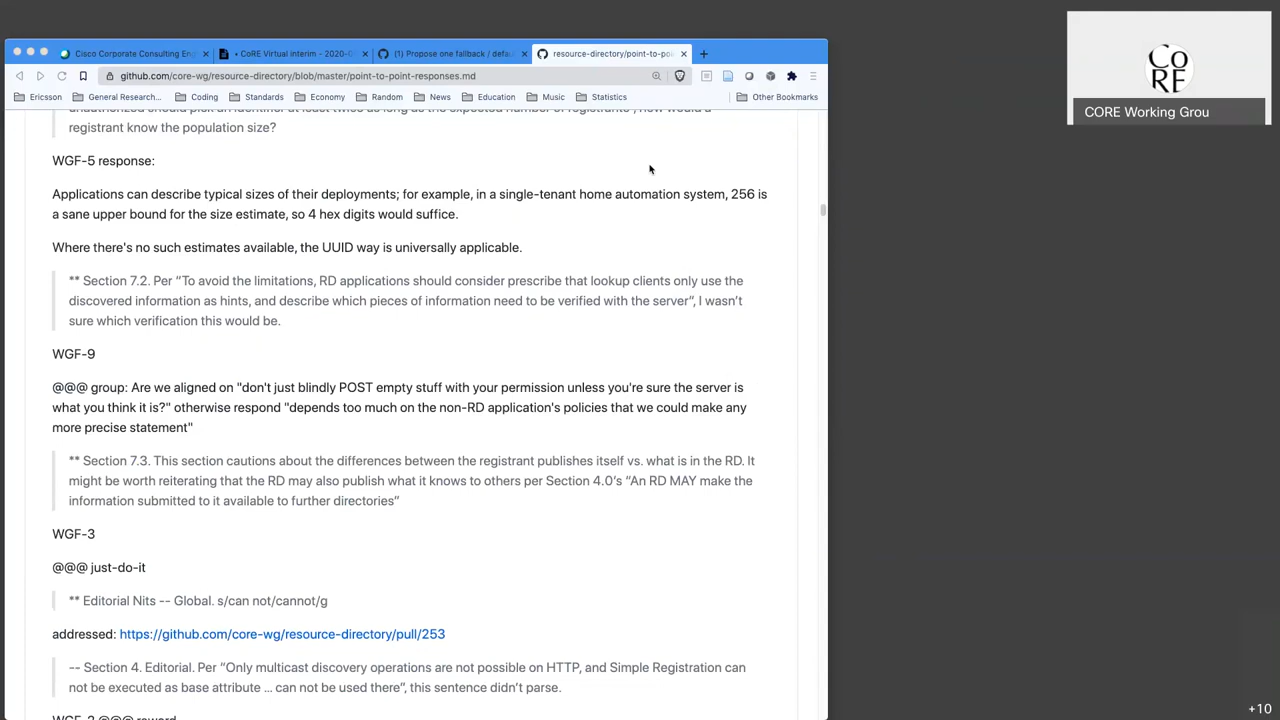 Cisco Corporate Consulting Eng
• CoRE Virtual interim - 2020-0
(1) Propose one fallback / defau
resource-directory/point-to-poi
github.com/core-wg/resource-directory/blob/master/point-to-point-responses.md
Ericsson
General Research...
Coding
Standards
Economy
Random
News
Education
Music
Statistics
Other Bookmarks
registrant know the population size?
WGF-5 response:
Applications can describe typical sizes of their deployments; for example, in a single-tenant home automation system, 256 is
a sane upper bound for the size estimate, so 4 hex digits would suffice.
Where there's no such estimates available, the UUID way is universally applicable.
** Section 7.2. Per “To avoid the limitations, RD applications should consider prescribe that lookup clients only use the
discovered information as hints, and describe which pieces of information need to be verified with the server”, I wasn’t
sure which verification this would be.
WGF-9
@@@ group: Are we aligned on "don't just blindly POST empty stuff with your permission unless you're sure the server is
what you think it is?" otherwise respond "depends too much on the non-RD application's policies that we could make any
more precise statement"
** Section 7.3. This section cautions about the differences between the registrant publishes itself vs. what is in the RD. It
might be worth reiterating that the RD may also publish what it knows to others per Section 4.0’s “An RD MAY make the
information submitted to it available to further directories”
WGF-3
@@@ just-do-it
** Editorial Nits -- Global. s/can not/cannot/g
addressed: https://github.com/core-wg/resource-directory/pull/253
-- Section 4. Editorial. Per “Only multicast discovery operations are not possible on HTTP, and Simple Registration can
not be executed as base attribute … can not be used there”, this sentence didn’t parse.
WGF-2 @@@ reword
CO
RE
CORE Working Grou
+10